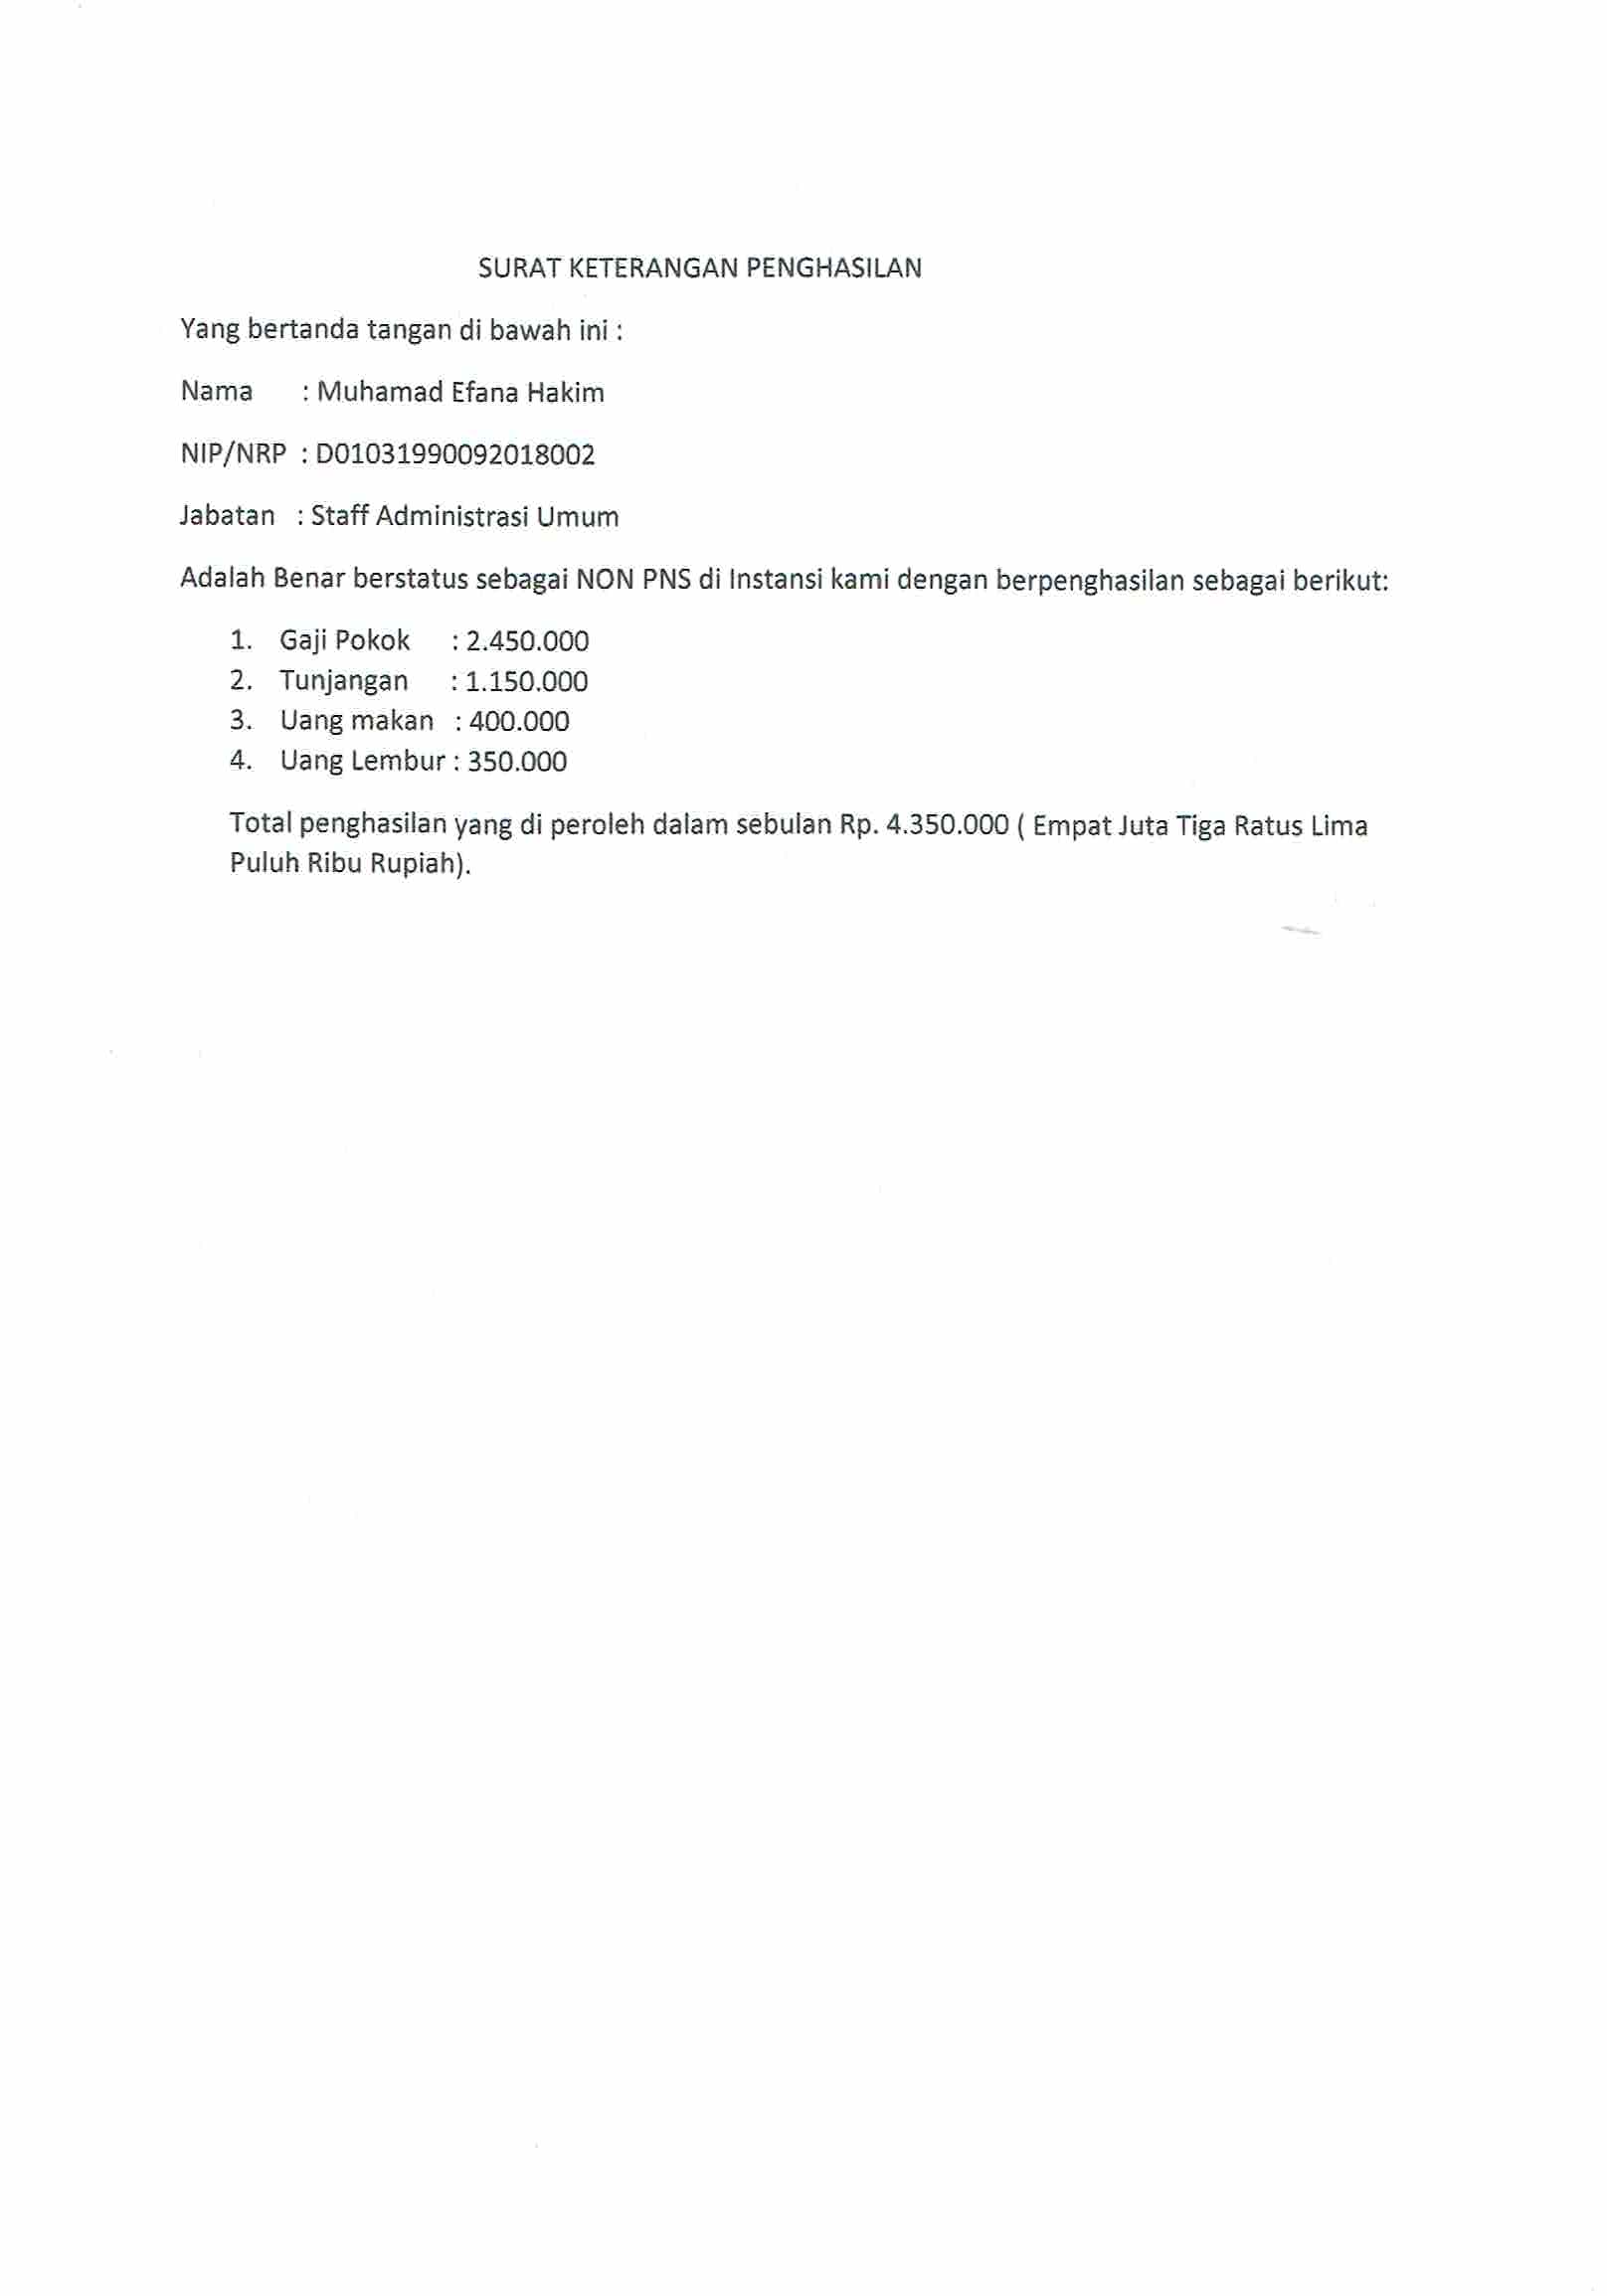 SURAT KETERANGAN PENGHASILAN
Yang bertanda tangan di bawah ini :
Nama : Muhamad Efana Hakim
NIP/NRP : D01031990092018002
Jabatan : Staff Administrasi Umum
Adalah Benar berstatus sebagai NON PNS di Instansi kami dengan berpenghasilan sebagai berikut:
1. Gaji Pokok : 2.450.000
2. Tunjangan : 1.150.000
3. Uang makan : 400.000
4. Uang Lembur : 350.000
Total penghasilan yang di peroleh dalam sebulan Rp. 4.350.000 ( Empat Juta Tiga Ratus Lima
Puluh Ribu Rupiah).